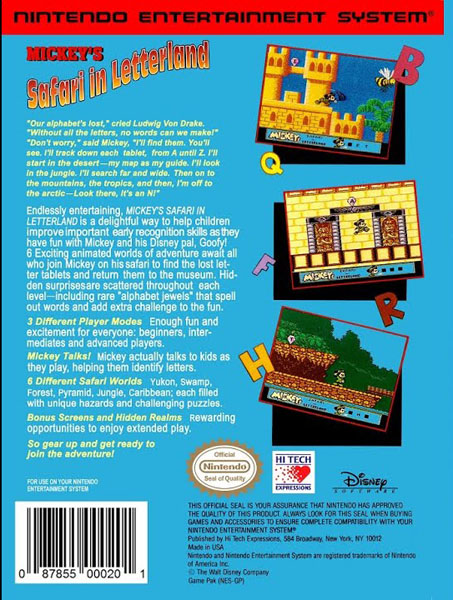 NINTENDO ENTERTAINMENT SYSTEM®
MICKEY'S
Safari in Letterland
"Our alphabet's lost," cried Ludwig Von Drake.
"Without all the letters, no words can we make!"
"Don't worry," said Mickey, "I'll find them. You'll
see. I'll track down each tablet, from A until Z. I'll
start in the desert—my map as my guide. I'll look
in the jungle. I'll search far and wide. Then on to
the mountains, the tropics, and then, I'm off to
the arctic—Look there, it's an N!"
Endlessly entertaining, MICKEY'S SAFARI IN
LETTERLAND is a delightful way to help children
improve important early recognition skills as they
have fun with Mickey and his Disney pal, Goofy!
6 Exciting animated worlds of adventure await all
who join Mickey on his safari to find the lost let-
ter tablets and return them to the museum. Hid-
den surprises are scattered throughout each
level—including rare "alphabet jewels" that spell
out words and add extra challenge to the fun.
3 Different Player Modes Enough fun and
excitement for everyone: beginners, inter-
mediates and advanced players.
Mickey Talks! Mickey actually talks to kids as
they play, helping them identify letters.
6 Different Safari Worlds Yukon, Swamp,
Forest, Pyramid, Jungle, Caribbean; each filled
with unique hazards and challenging puzzles.
Bonus Screens and Hidden Realms Rewarding
opportunities to enjoy extended play.
So gear up and get ready to
join the adventure!
B
MICKEY
Q
F
MICKEY
R
H
MICKEY
FOR USE ON YOUR NINTENDO
ENTERTAINMENT SYSTEM
Official
Nintendo
Seal of Quality
HI TECH
EXPRESSIONS
Disney
SOFTWARE
THIS OFFICIAL SEAL IS YOUR ASSURANCE THAT NINTENDO HAS APPROVED
THE QUALITY OF THIS PRODUCT. ALWAYS LOOK FOR THIS SEAL WHEN BUYING
GAMES AND ACCESSORIES TO ENSURE COMPLETE COMPATIBILITY WITH YOUR
NINTENDO ENTERTAINMENT SYSTEM®
Published by Hi Tech Expressions, 584 Broadway, New York, NY 10012
Made in USA
Nintendo and Nintendo Entertainment System are registered trademarks of Nintendo
of America Inc.
© The Walt Disney Company
Game Pak (NES-GP)
0 87855 00020 1